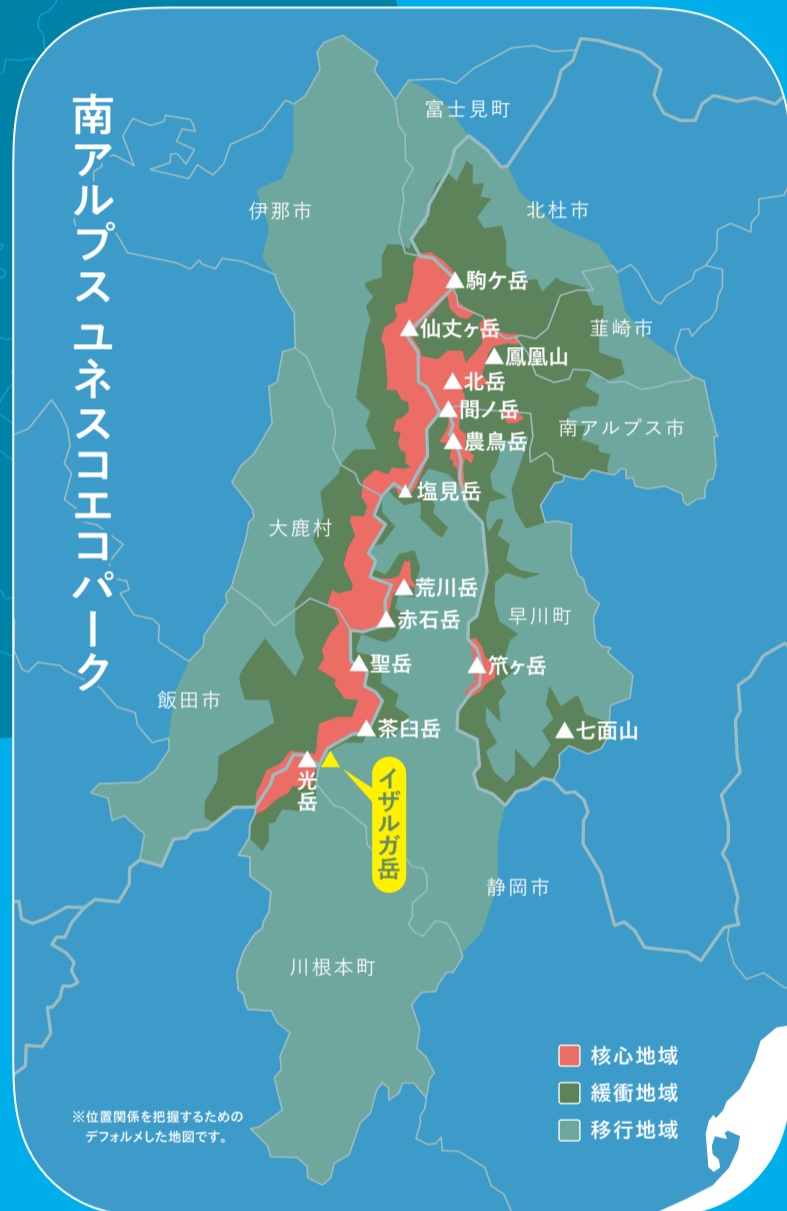 南アルプス ユネスコエコパーク
富士見町
伊那市
北杜市
駒ケ岳
仙丈ヶ岳
韮崎市
鳳凰山
北岳
間ノ岳
南アルプス市
農鳥岳
塩見岳
大鹿村
荒川岳
赤石岳
早川町
聖岳
笊ヶ岳
飯田市
茶臼岳
七面山
光岳
イザルガ岳
静岡市
川根本町
核心地域
緩衝地域
移行地域
※位置関係を把握するための
デフォルメした地図です。